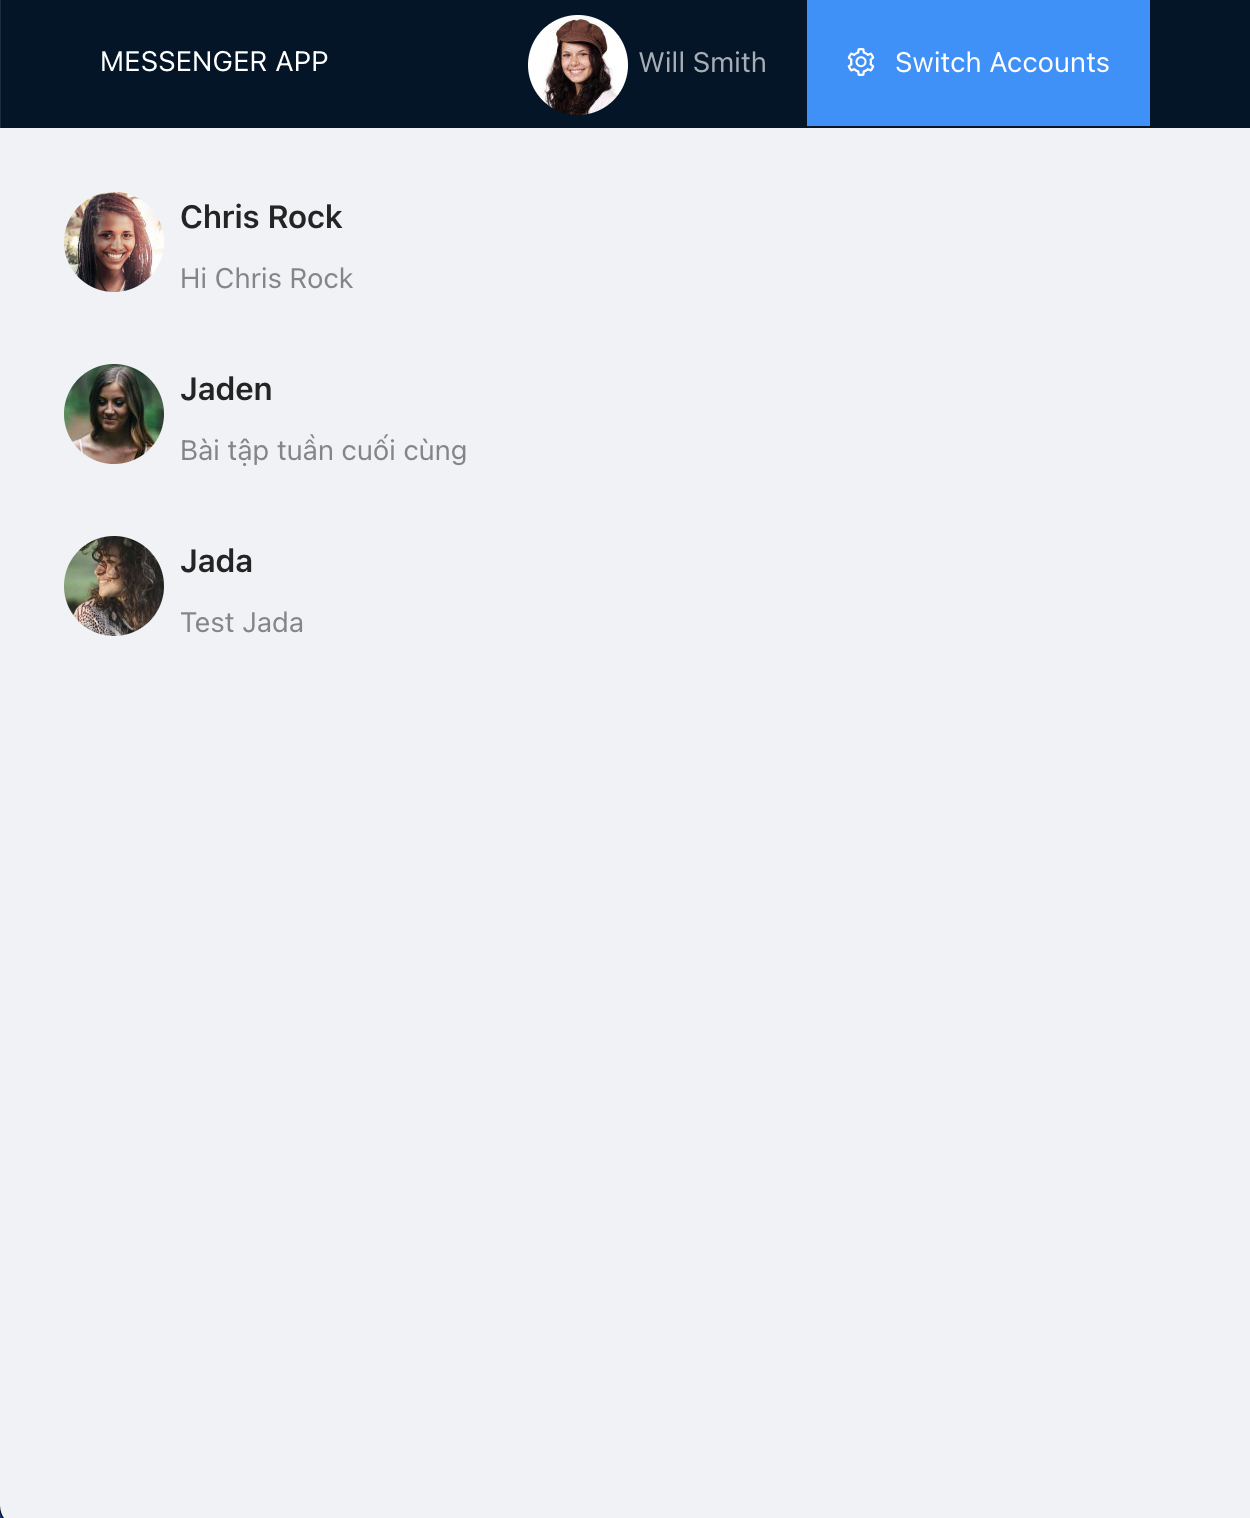 MESSENGER APP
Will Smith
Switch Accounts
Chris Rock
Hi Chris Rock
Jaden
Bài tập tuần cuối cùng
Jada
Test Jada